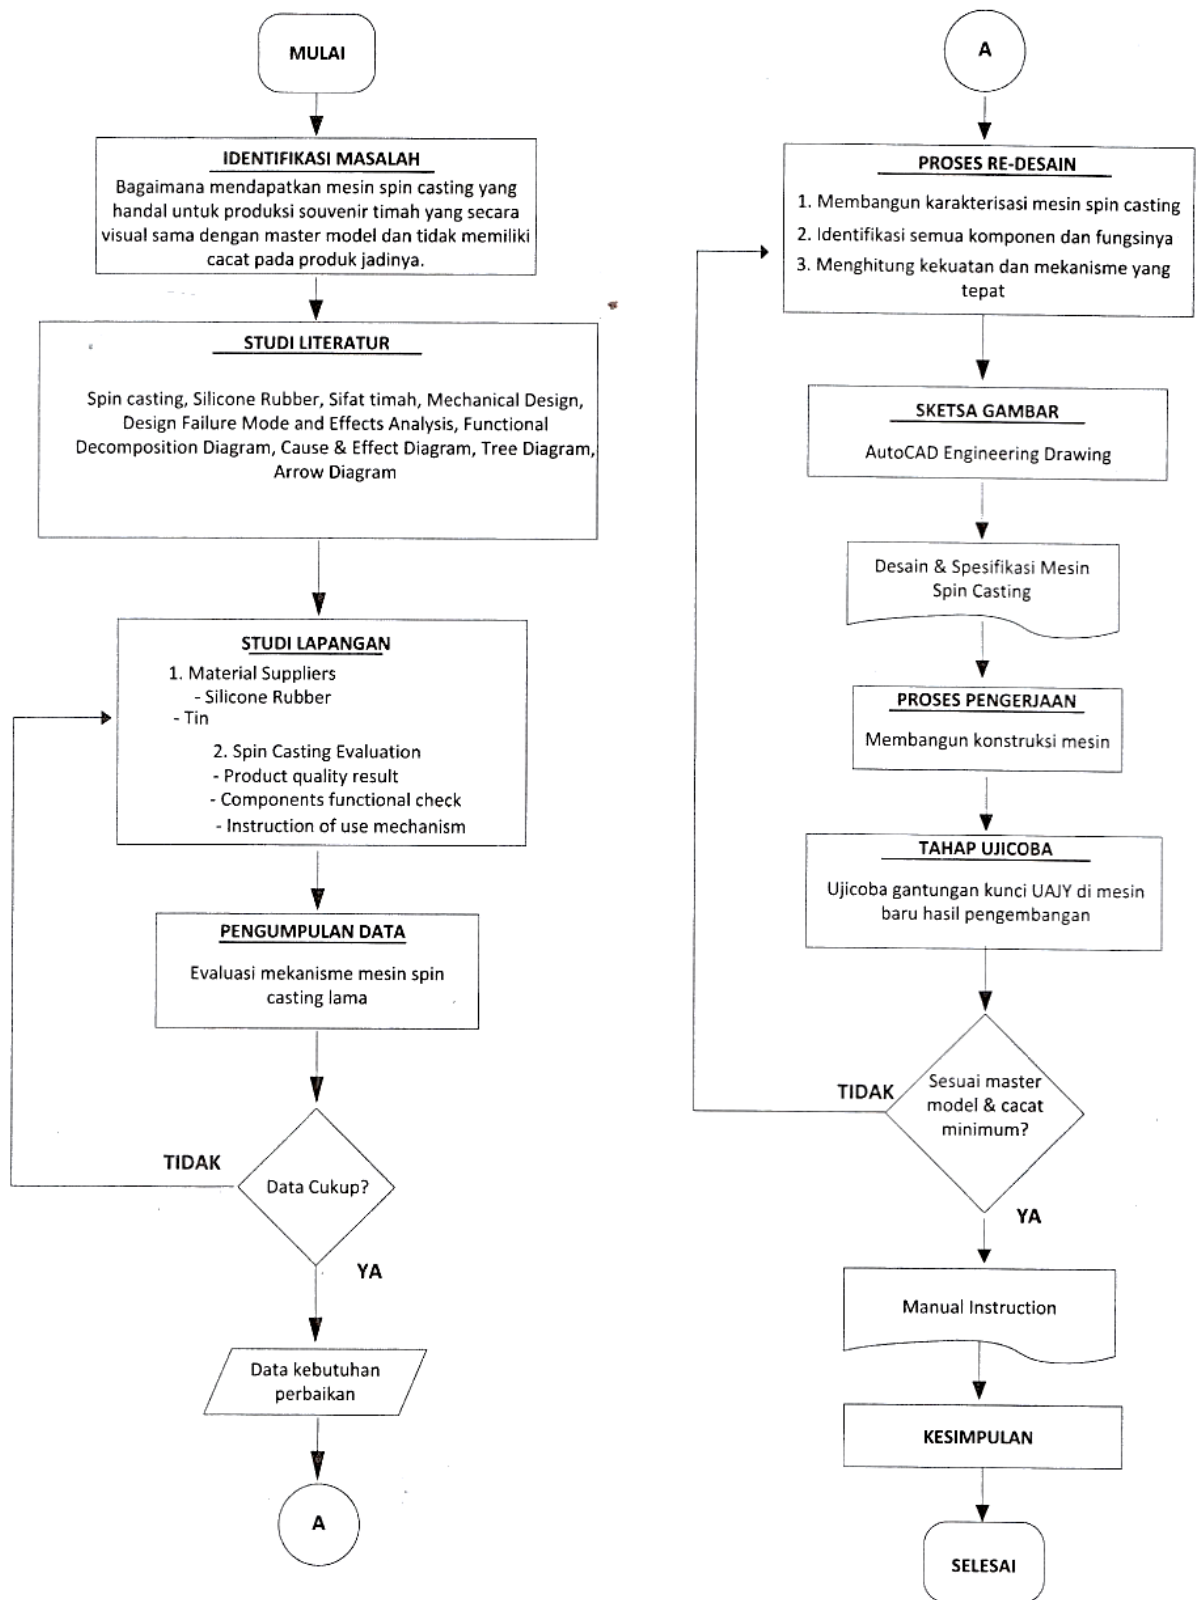 MULAI
IDENTIFIKASI MASALAH
Bagaimana mendapatkan mesin spin casting yang
handal untuk produksi souvenir timah yang secara
visual sama dengan master model dan tidak memiliki
cacat pada produk jadinya.
STUDI LITERATUR
Spin casting, Silicone Rubber, Sifat timah, Mechanical Design,
Design Failure Mode and Effects Analysis, Functional
Decomposition Diagram, Cause & Effect Diagram, Tree Diagram,
Arrow Diagram
STUDI LAPANGAN
1. Material Suppliers
- Silicone Rubber
- Tin
2. Spin Casting Evaluation
- Product quality result
- Components functional check
- Instruction of use mechanism
PENGUMPULAN DATA
Evaluasi mekanisme mesin spin
casting lama
TIDAK
Data Cukup?
YA
Data kebutuhan
perbaikan
A
A
PROSES RE-DESAIN
1. Membangun karakterisasi mesin spin casting
2. Identifikasi semua komponen dan fungsinya
3. Menghitung kekuatan dan mekanisme yang
tepat
SKETSA GAMBAR
AutoCAD Engineering Drawing
Desain & Spesifikasi Mesin
Spin Casting
PROSES PENGERJAAN
Membangun konstruksi mesin
TAHAP UJICOBA
Ujicoba gantungan kunci UAJY di mesin
baru hasil pengembangan
TIDAK
Sesuai master
model & cacat
minimum?
YA
Manual Instruction
KESIMPULAN
SELESAI